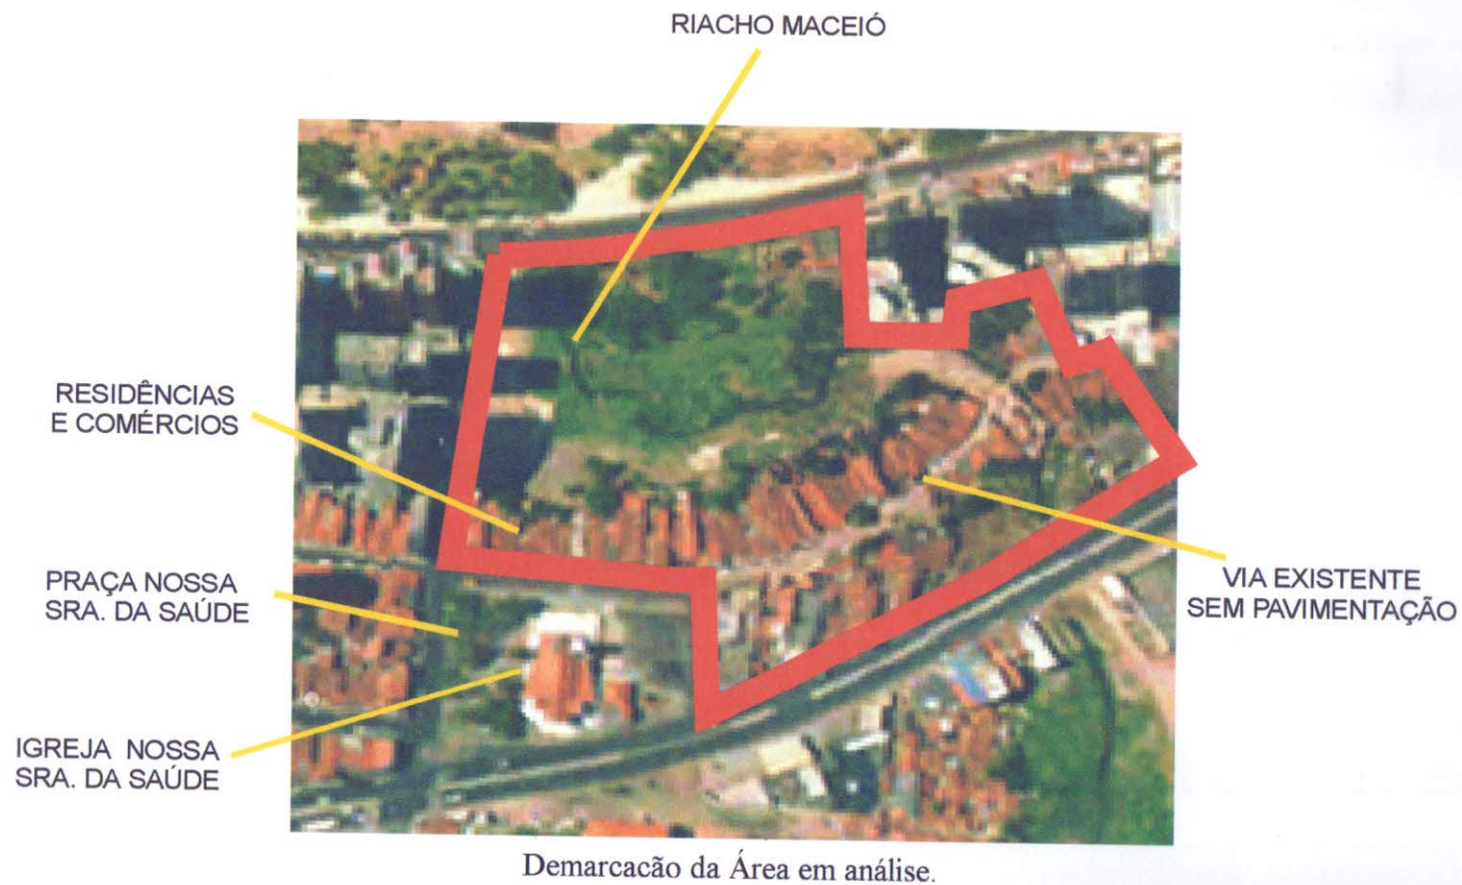 RIACHO MACEIÓ
RESIDÊNCIAS
E COMÉRCIOS
PRAÇA NOSSA
SRA. DA SAÚDE
IGREJA NOSSA
SRA. DA SAÚDE
VIA EXISTENTE
SEM PAVIMENTAÇÃO
Demarcacão da Área em análise.